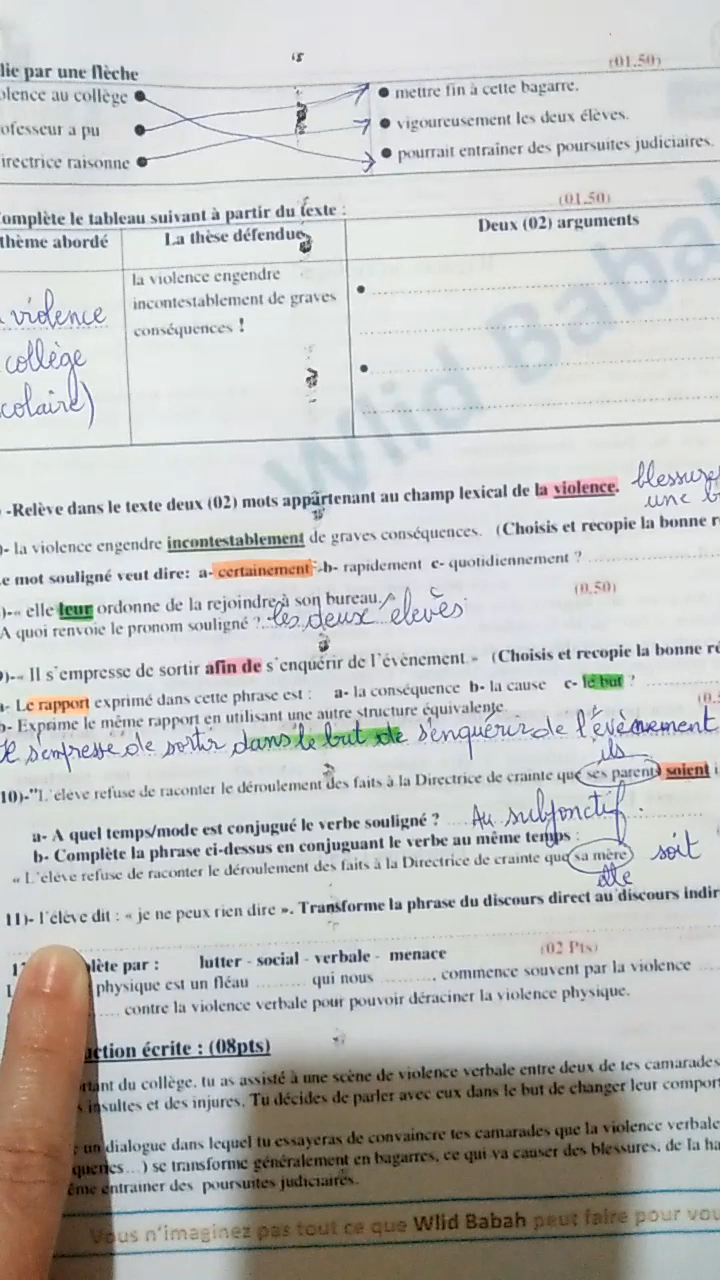 lie par une flèche (01.50)
olence au collège mettre fin à cette bagarre.
ofesseur a pu vigoureusement les deux élèves.
irectrice raisonne pourrait entraîner des poursuites judiciaires.
omplète le tableau suivant à partir du texte : (01.50)
thème abordé La thèse défendue Deux (02) arguments
violence
collège
colaire)
la violence engendre
incontestablement de graves
conséquences !
Wlid Babah
-Relève dans le texte deux (02) mots appartenant au champ lexical de la violence. blessure
une b
)- la violence engendre incontestablement de graves conséquences. (Choisis et recopie la bonne r
e mot souligné veut dire: a- certainement -b- rapidement c- quotidiennement ?
)-« elle leur ordonne de la rejoindre à son bureau (0.50)
A quoi renvoie le pronom souligné ? les deux élevés
9)-« Il s'empresse de sortir afin de s'enquérir de l'évènement.» (Choisis et recopie la bonne ré
a- Le rapport exprimé dans cette phrase est : a- la conséquence b- la cause c- le but ?
b- Exprime le même rapport en utilisant une autre structure équivalente (0.
s'empresse de sortir dans le but de s'enquérir de l'évènement
ils
10)-"L'élève refuse de raconter le déroulement des faits à la Directrice de crainte que ses parents soient i
a- A quel temps/mode est conjugué le verbe souligné ? Au subjonctif.
b- Complète la phrase ci-dessus en conjuguant le verbe au même temps :
« L'élève refuse de raconter le déroulement des faits à la Directrice de crainte que sa mère soit
elle
11)- l'élève dit : « je ne peux rien dire ». Transforme la phrase du discours direct au discours indir
lète par : lutter - social - verbale - menace (02 Pts)
physique est un fléau ......... qui nous ........, commence souvent par la violence
contre la violence verbale pour pouvoir déraciner la violence physique.
uction écrite : (08pts)
rtant du collège, tu as assisté à une scène de violence verbale entre deux de tes camarades
s insultes et des injures. Tu décides de parler avec eux dans le but de changer leur comport
un dialogue dans lequel tu essayeras de convaincre tes camarades que la violence verbale
quenes...) se transforme généralement en bagarres, ce qui va causer des blessures, de la ha
ême entrainer des poursuites judiciaires.
Vous n'imaginez pas tout ce que Wlid Babah peut faire pour vou